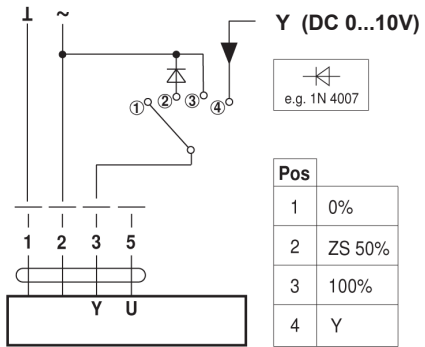 ⊥ ~
Y (DC 0...10V)
① ② ③ ④
e.g. 1N 4007
Pos
1 0%
2 ZS 50%
3 100%
4 Y
1 2 3 5
Y U